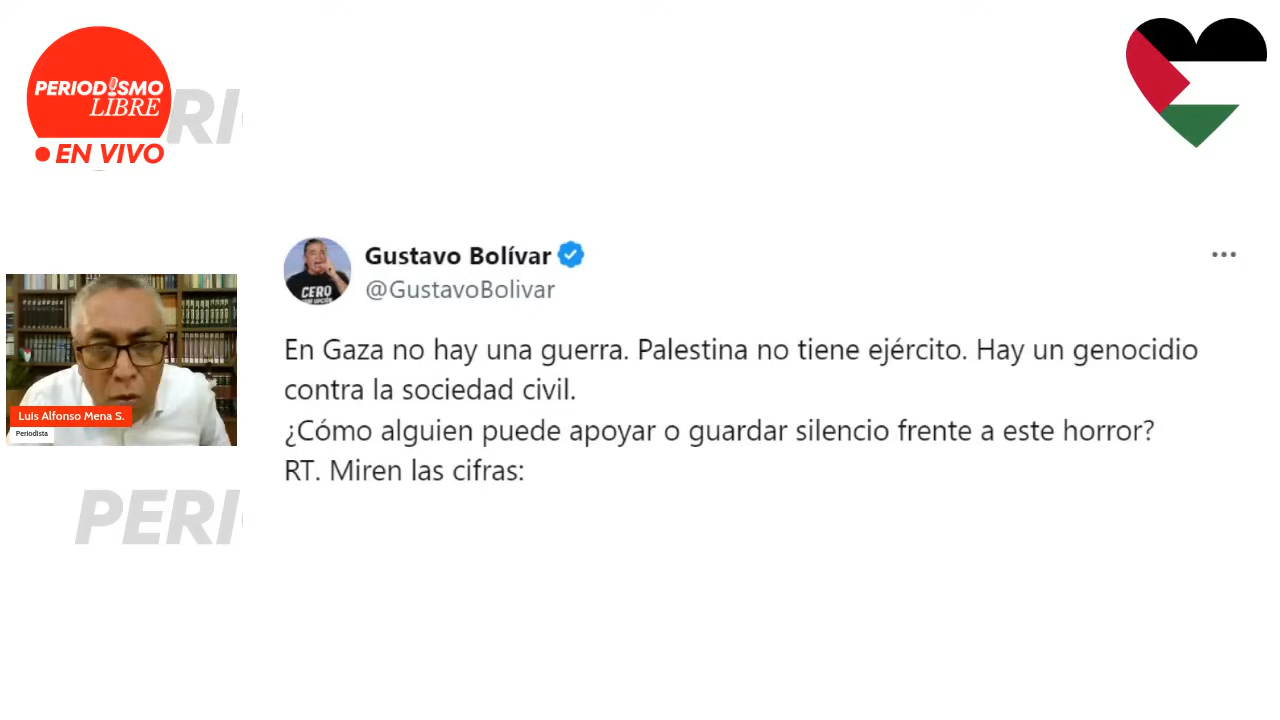 PERIODISMO
LIBRE
EN VIVO
Gustavo Bolívar
@GustavoBolivar
En Gaza no hay una guerra. Palestina no tiene ejército. Hay un genocidio
contra la sociedad civil.
¿Cómo alguien puede apoyar o guardar silencio frente a este horror?
RT. Miren las cifras:
CERO
Luis Alfonso Mena S.
Periodista
PERI